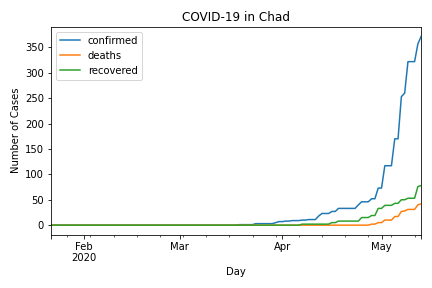 COVID-19 in Chad
confirmed
deaths
recovered
Number of Cases
350
300
250
200
150
100
50
0
Feb
2020
Mar
Apr
May
Day